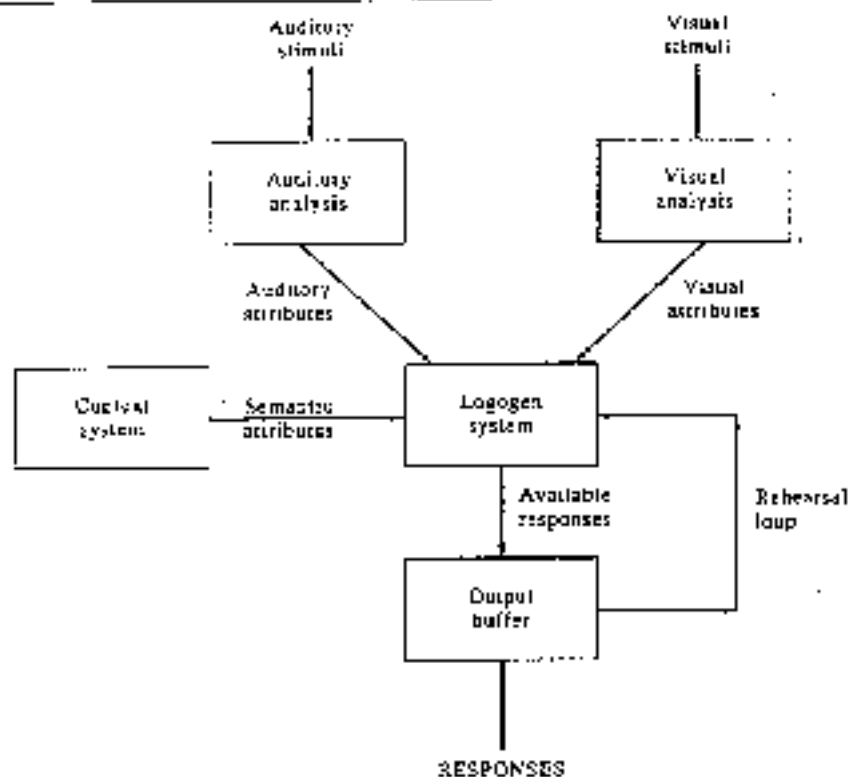 Auditory
stimuli
Visual
stimuli
Auditory
analysis
Visual
analysis
Auditory
attributes
Visual
attributes
Context
system
Semantic
attributes
Logogen
system
Available
responses
Rehearsal
loop
Output
buffer
RESPONSES